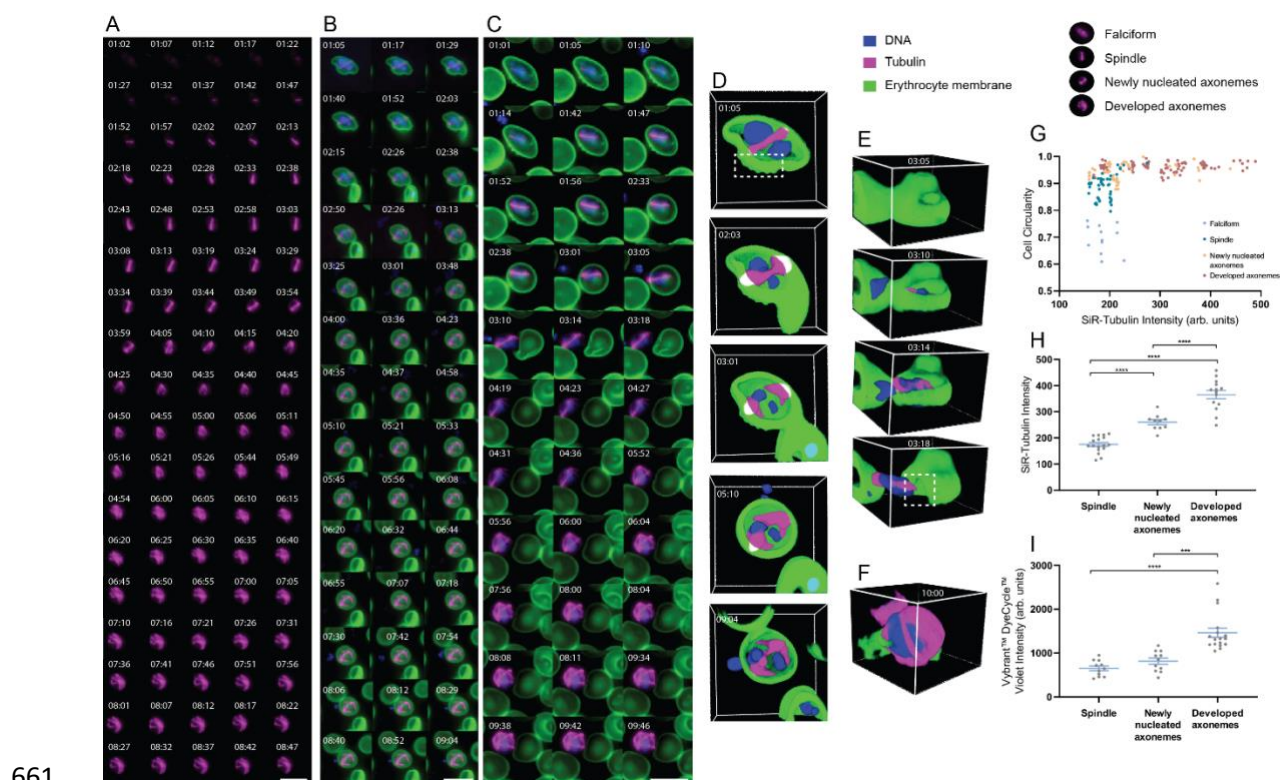 A
01:02 01:07 01:12 01:17 01:22
01:27 01:32 01:37 01:42 01:47
01:52 01:57 02:02 02:07 02:13
02:18 02:23 02:28 02:33 02:38
02:43 02:48 02:53 02:58 03:03
03:08 03:13 03:19 03:24 03:29
03:34 03:39 03:44 03:49 03:54
03:59 04:05 04:10 04:15 04:20
04:25 04:30 04:35 04:40 04:45
04:50 04:55 05:00 05:06 05:11
05:16 05:21 05:26 05:44 05:49
04:54 06:00 06:05 06:10 06:15
06:20 06:25 06:30 06:35 06:40
06:45 06:50 06:55 07:00 07:05
07:10 07:16 07:21 07:26 07:31
07:36 07:41 07:46 07:51 07:56
08:01 08:07 08:12 08:17 08:22
08:27 08:32 08:37 08:42 08:47
B
01:05 01:17 01:29
01:40 01:52 02:03
02:15 02:26 02:38
02:50 02:26 03:13
03:25 03:01 03:48
04:00 03:36 04:23
04:35 04:37 04:58
05:10 05:21 05:33
05:45 05:56 06:08
06:20 06:32 06:44
06:55 07:07 07:18
07:30 07:42 07:54
08:06 08:12 08:29
08:40 08:52 09:04
C
01:01 01:05 01:10
01:14 01:42 01:47
01:52 01:56 02:33
02:38 03:01 03:05
03:10 03:14 03:18
04:19 04:23 04:27
04:31 04:36 05:52
05:56 06:00 06:04
07:56 08:00 08:04
08:08 08:11 09:34
09:38 09:42 09:46
DNA
Tubulin
Erythrocyte membrane
Falciform
Spindle
Newly nucleated axonemes
Developed axonemes
D
01:05
02:03
03:01
05:10
09:04
E
03:05
03:10
03:14
03:18
F
10:00
G
Cell Circularity
1.0
0.9
0.8
0.7
0.6
0.5
100 200 300 400 500
SiR-Tubulin Intensity (arb. units)
Falciform
Spindle
Newly nucleated
axonemes
Developed axonemes
H
SiR-Tubulin Intensity
500
400
300
200
100
0
****
****
****
Spindle Newly nucleated axonemes Developed axonemes
I
Vybrant™ DyeCycle™
Violet Intensity (arb. units)
3000
2000
1000
0
***
****
Spindle Newly nucleated axonemes Developed axonemes
661